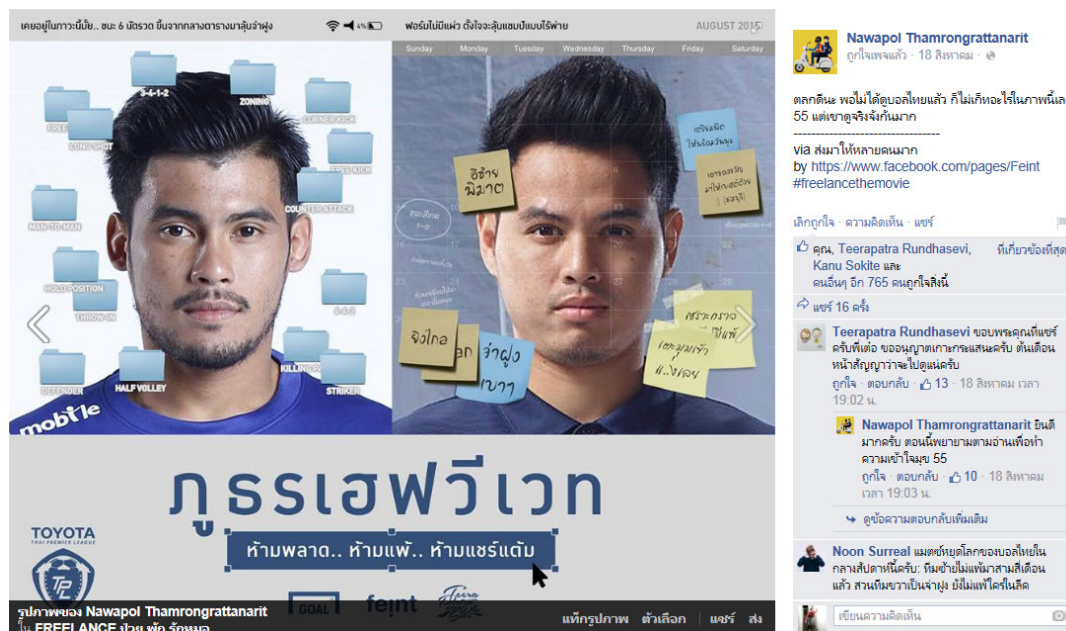 เคยอยู่ในภาวะนี้มั้ย.. ชนะ 6 นัดรวด ขึ้นจากกลางตารางมาลุ้นจ่าฝูง
4%
ฟอร์มไม่มีแผ่ว ตั้งใจจะลุ้นแชมป์แบบไร้พ่าย
AUGUST 2015
Sunday Monday Tuesday Wednesday Thursday Friday Saturday
3-4-1-2
ZONING
CORNER KICK
LONG SHOT
FREE KICK
COUNTER ATTACK
MAN-TO-MAN
HOLD POSITION
THROW-IN
4-4-2
DEFENDER
HALF VOLLEY
STRIKER
mobile
อีซ้าย
พิฆาต
ยิงไกล
จ่าฝูง
เบาๆ
เตะมุมเข้า
ภูธรเฮฟวีเวท
ห้ามพลาด.. ห้ามแพ้.. ห้ามแชร์แต้ม
TOYOTA
THAI PREMIER LEAGUE
TPL
GOAL
feint
รูปภาพของ Nawapol Thamrongrattanarit
ใน FREELANCE ป่วย พัก รักหมอ
แท็กรูปภาพ ตัวเลือก แชร์ ส่ง
Nawapol Thamrongrattanarit
ถูกใจเพจแล้ว · 18 สิงหาคม ·
ตลกดีนะ พอไม่ได้ดูบอลไทยแล้ว ก็ไม่เก็ทอะไรในภาพนี้เล
55 แต่เขาดูจริงจังกันมาก
---------------------------------
via ส่งมาให้หลายคนมาก
by https://www.facebook.com/pages/Feint
#freelancethemovie
เลิกถูกใจ · ความคิดเห็น · แชร์
คุณ, Teerapatra Rundhasevi, ที่เกี่ยวข้องที่สุด
Kanu Sokite และ
คนอื่นๆ อีก 765 คนถูกใจสิ่งนี้
แชร์ 16 ครั้ง
Teerapatra Rundhasevi ขอบพระคุณที่แชร์
ครับพี่เต๋อ ขออนุญาตเกาะกระแสนะครับ ต้นเดือน
หน้าสัญญาว่าจะไปดูแน่ครับ
ถูกใจ · ตอบกลับ · 13 · 18 สิงหาคม เวลา
19:02 น.
Nawapol Thamrongrattanarit ยินดี
มากครับ ตอนนี้พยายามตามอ่านเพื่อทำ
ความเข้าใจมุข 55
ถูกใจ · ตอบกลับ · 10 · 18 สิงหาคม
เวลา 19:03 น.
ดูข้อความตอบกลับเพิ่มเติม
Noon Surreal แมตซ์หยุดโลกของบอลไทยใน
กลางสัปดาห์นี้ครับ: ทีมซ้ายไม่แพ้มาสามสี่เดือน
แล้ว สวนทีมขวาเป็นจ่าฝูง ยังไม่แพ้ใครในลีค
เขียนความคิดเห็น